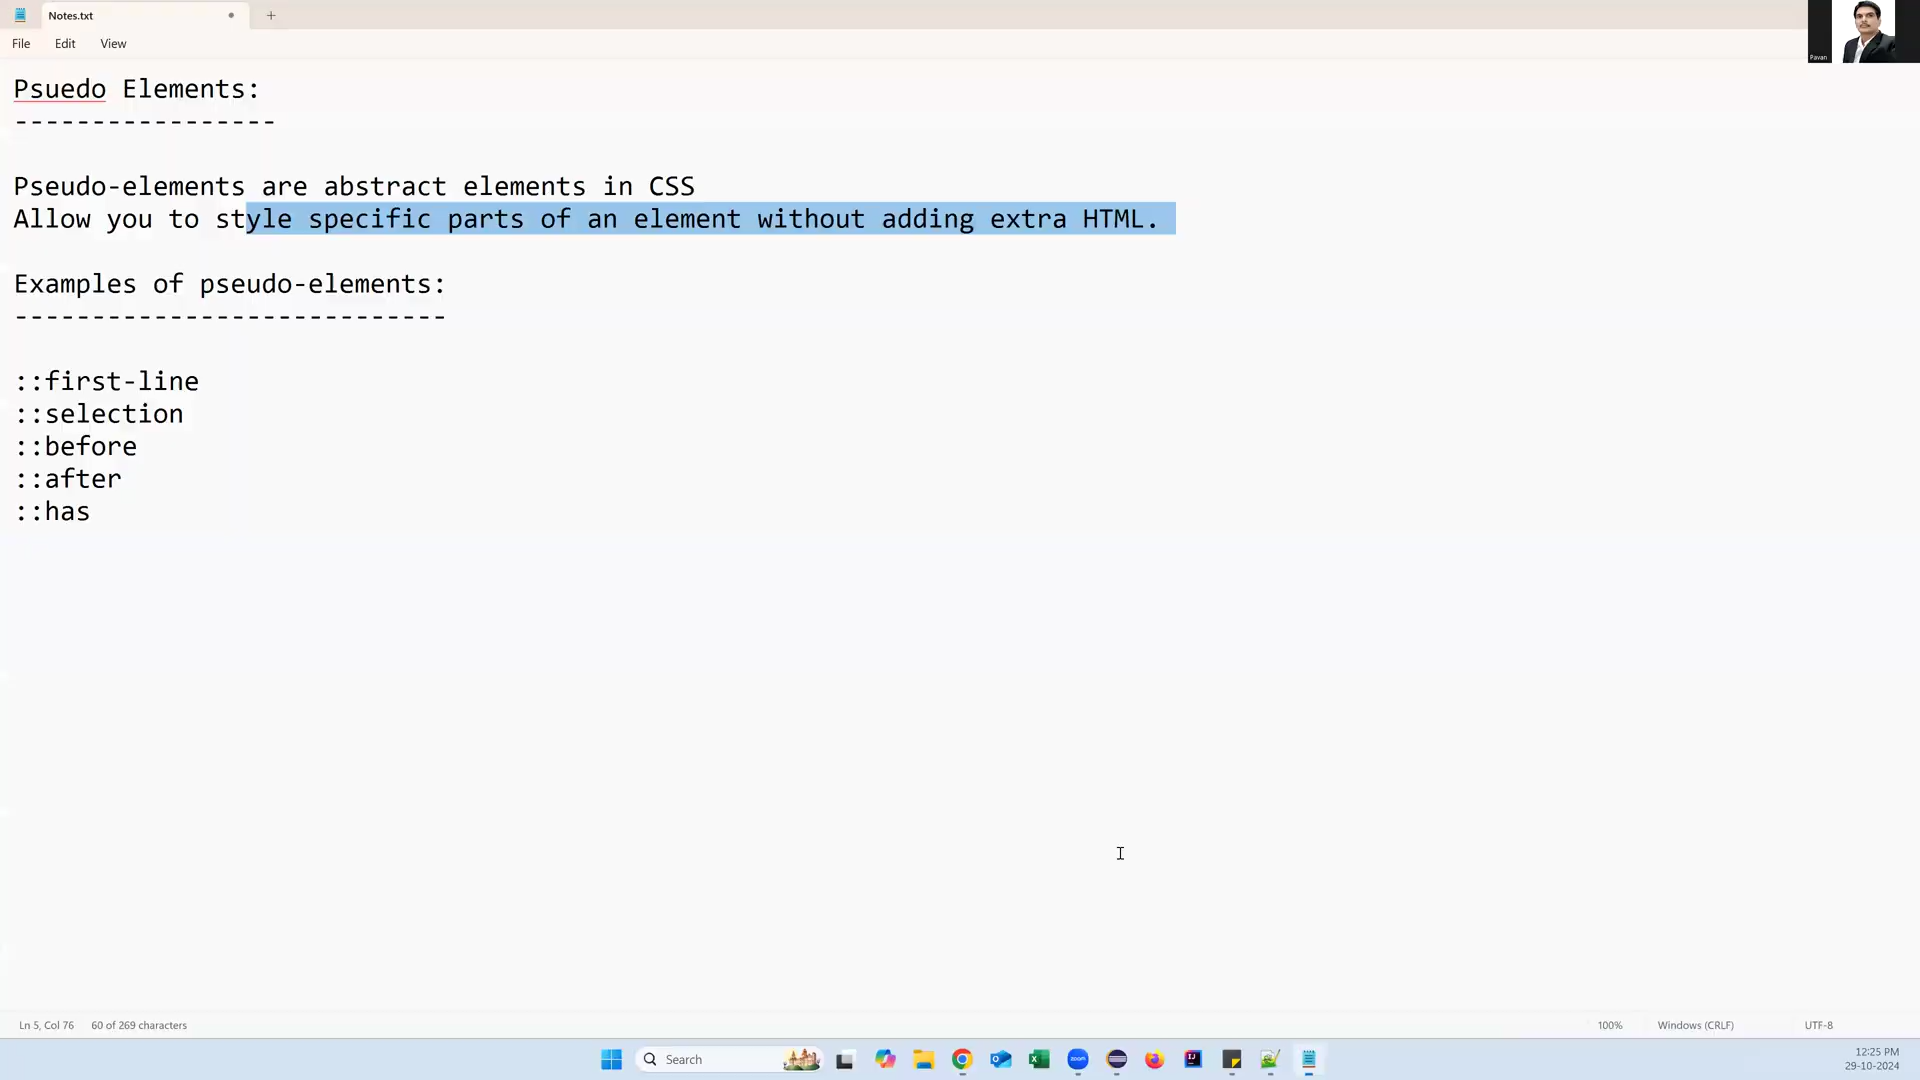 Notes.txt
File Edit View
Pavan
Psuedo Elements:
-----------------
Pseudo-elements are abstract elements in CSS
Allow you to style specific parts of an element without adding extra HTML.
Examples of pseudo-elements:
----------------------------
::first-line
::selection
::before
::after
::has
Ln 5, Col 76 60 of 269 characters 100% Windows (CRLF) UTF-8
Search zoom IJ 12:25 PM
29-10-2024